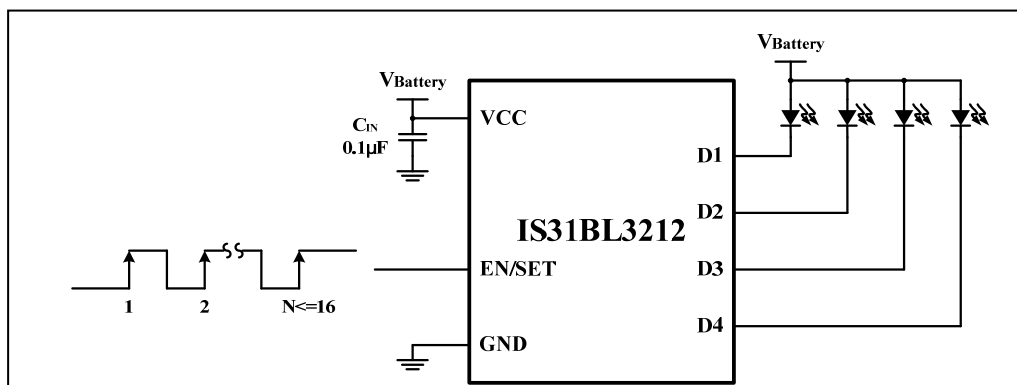 VBattery
VBattery
VCC
CIN
0.1µF
D1
D2
IS31BL3212
EN/SET
D3
1
2
N<=16
D4
GND